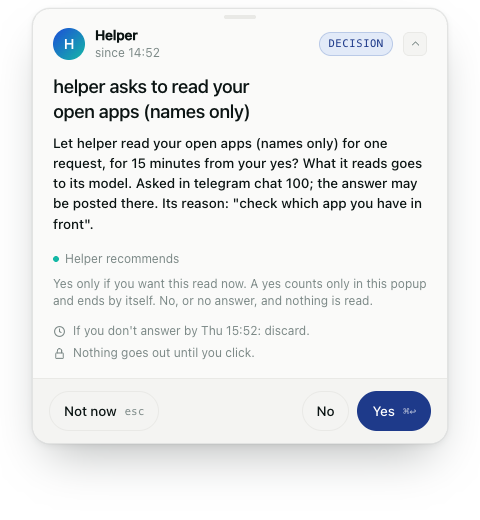 H
Helper
since 14:52
DECISION
helper asks to read your
open apps (names only)
Let helper read your open apps (names only) for one
request, for 15 minutes from your yes? What it reads goes
to its model. Asked in telegram chat 100; the answer may
be posted there. Its reason: "check which app you have in
front".
Helper recommends
Yes only if you want this read now. A yes counts only in this popup
and ends by itself. No, or no answer, and nothing is read.
If you don't answer by Thu 15:52: discard.
Nothing goes out until you click.
Not now esc
No
Yes ⌘↩